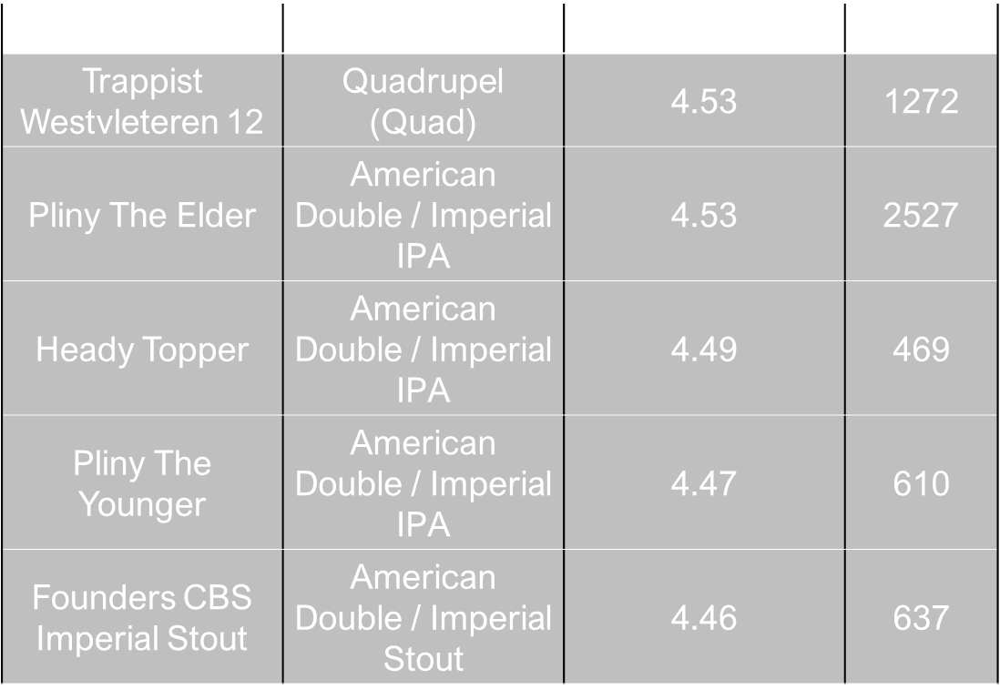 Trappist
Westvleteren 12
Quadrupel
(Quad)
4.53
1272
Pliny The Elder
American
Double / Imperial
IPA
4.53
2527
Heady Topper
American
Double / Imperial
IPA
4.49
469
Pliny The
Younger
American
Double / Imperial
IPA
4.47
610
Founders CBS
Imperial Stout
American
Double / Imperial
Stout
4.46
637